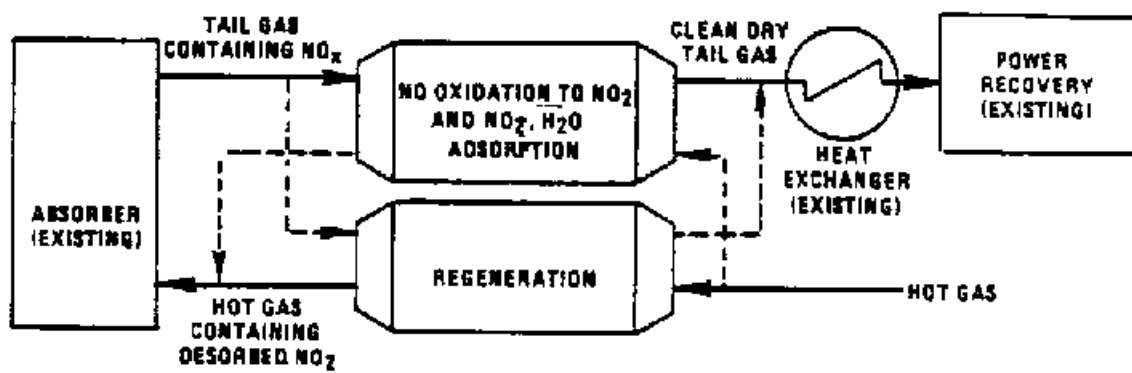 TAIL GAS
CONTAINING NOx
CLEAN DRY
TAIL GAS
POWER
RECOVERY
(EXISTING)
NO OXIDATION TO NO2
AND NO2, H2O
ADSORPTION
HEAT
EXCHANGER
(EXISTING)
ABSORBER
(EXISTING)
REGENERATION
HOT GAS
HOT GAS
CONTAINING
DESORBED NO2